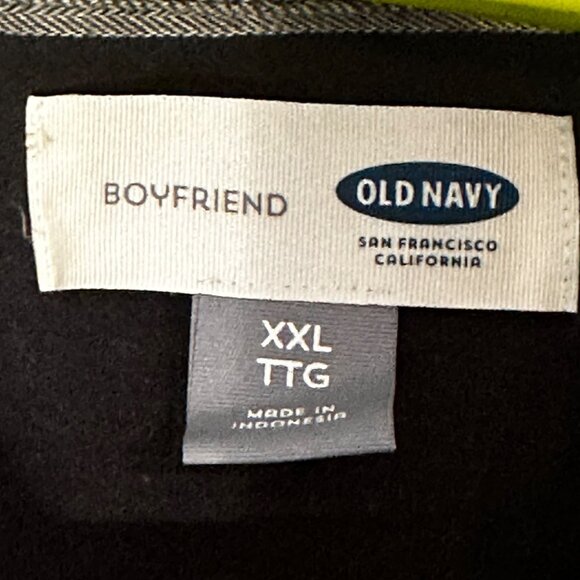 BOYFRIEND
OLD NAVY
SAN FRANCISCO
CALIFORNIA
XXL
TTG
MADE IN
INDONESIA